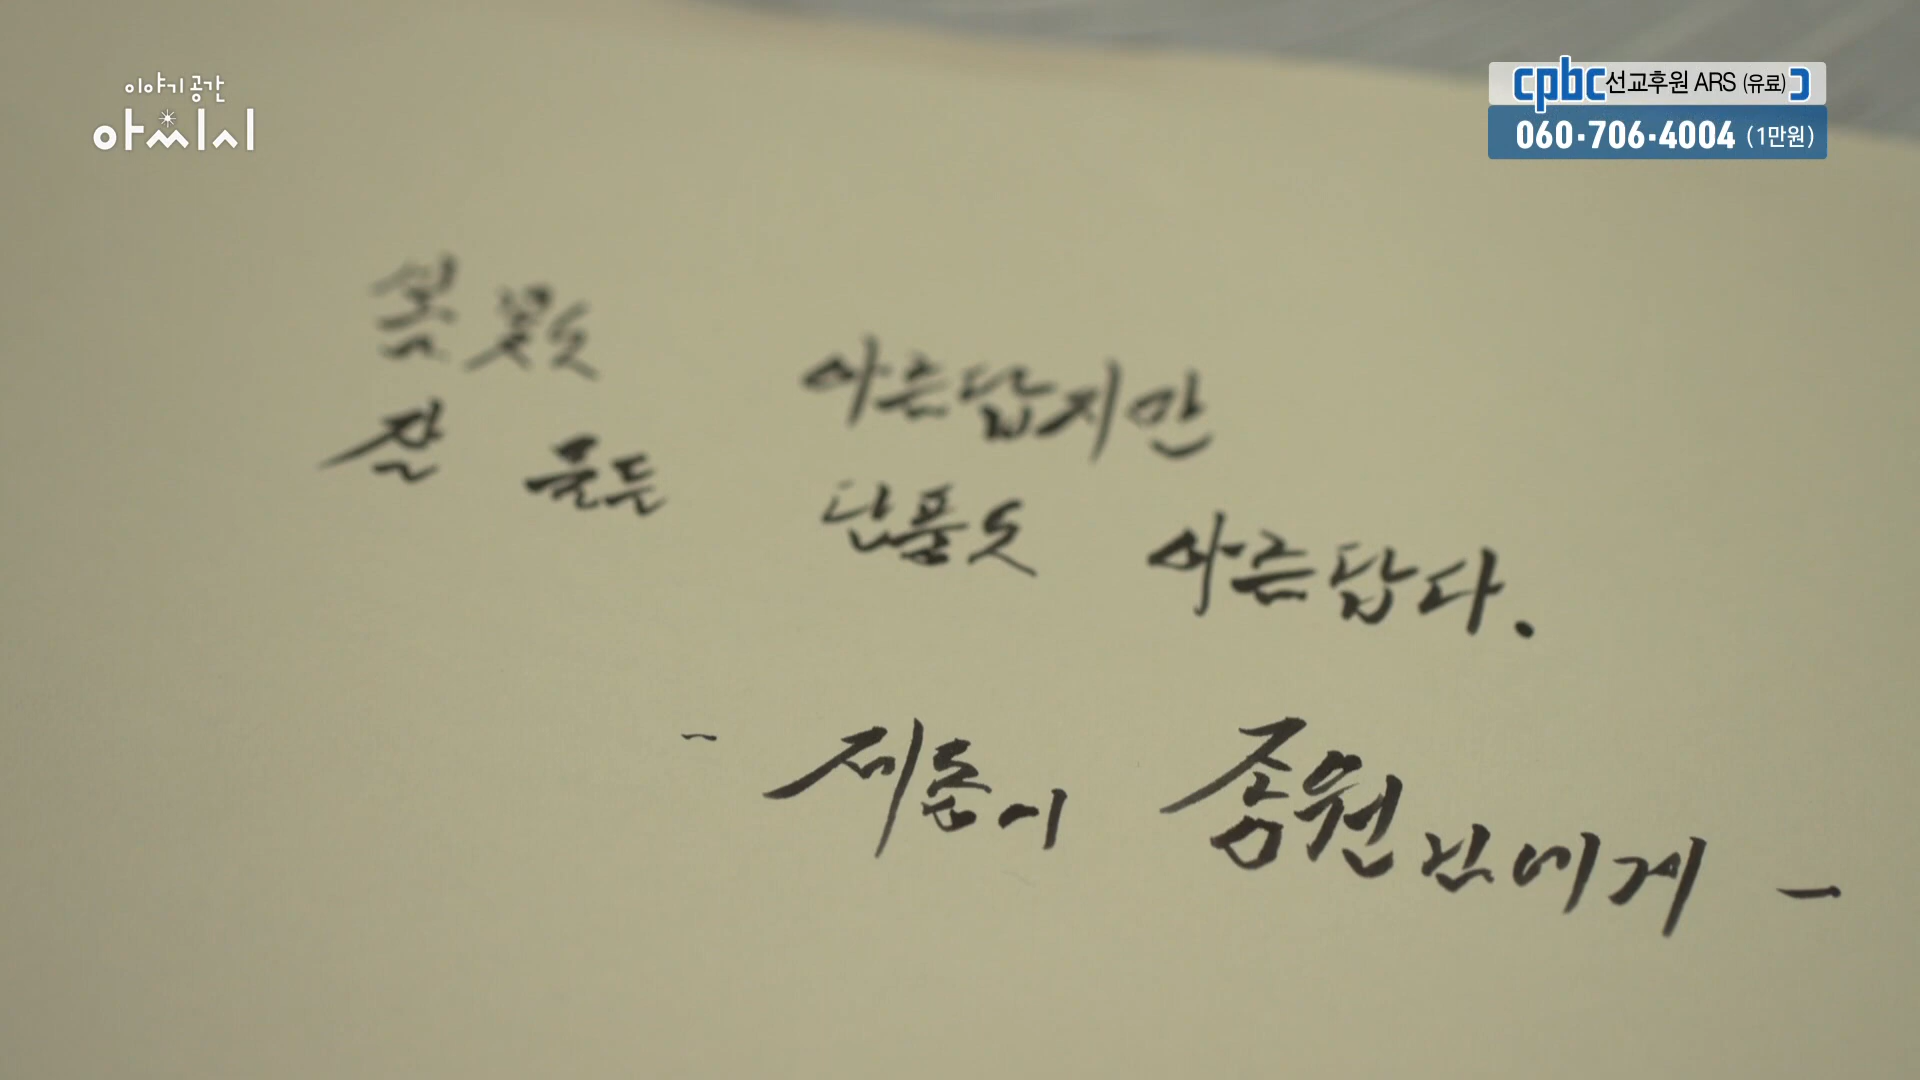 이야기 공간
아씨시
cpbc 선교후원 ARS (유료)
060·706·4004 (1만원)
봄 꽃도 아름답지만
잘 물든 단풍도 아름답다.
- 제동이 종원님에게 -